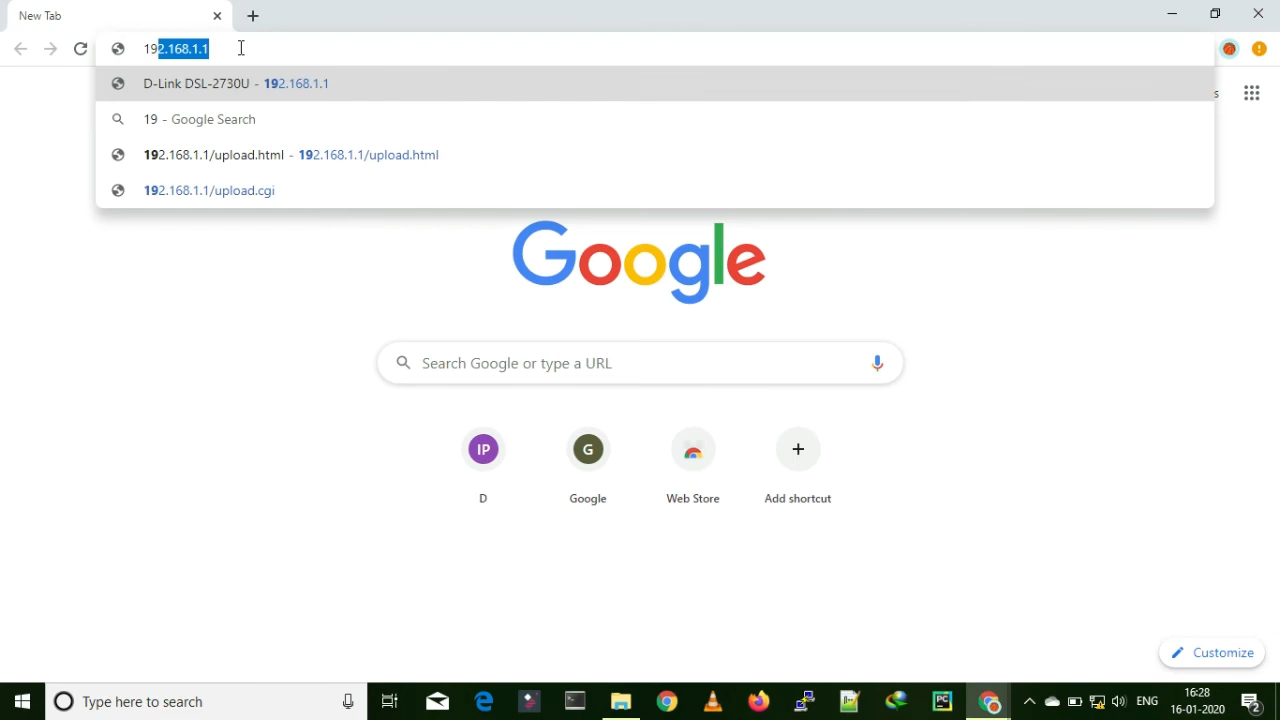 New Tab
192.168.1.1
D-Link DSL-2730U - 192.168.1.1
19 - Google Search
192.168.1.1/upload.html - 192.168.1.1/upload.html
192.168.1.1/upload.cgi
s
Google
Search Google or type a URL
IP
G
D
Google
Web Store
Add shortcut
Customize
Type here to search
PC
ENG
16:28
16-01-2020
2